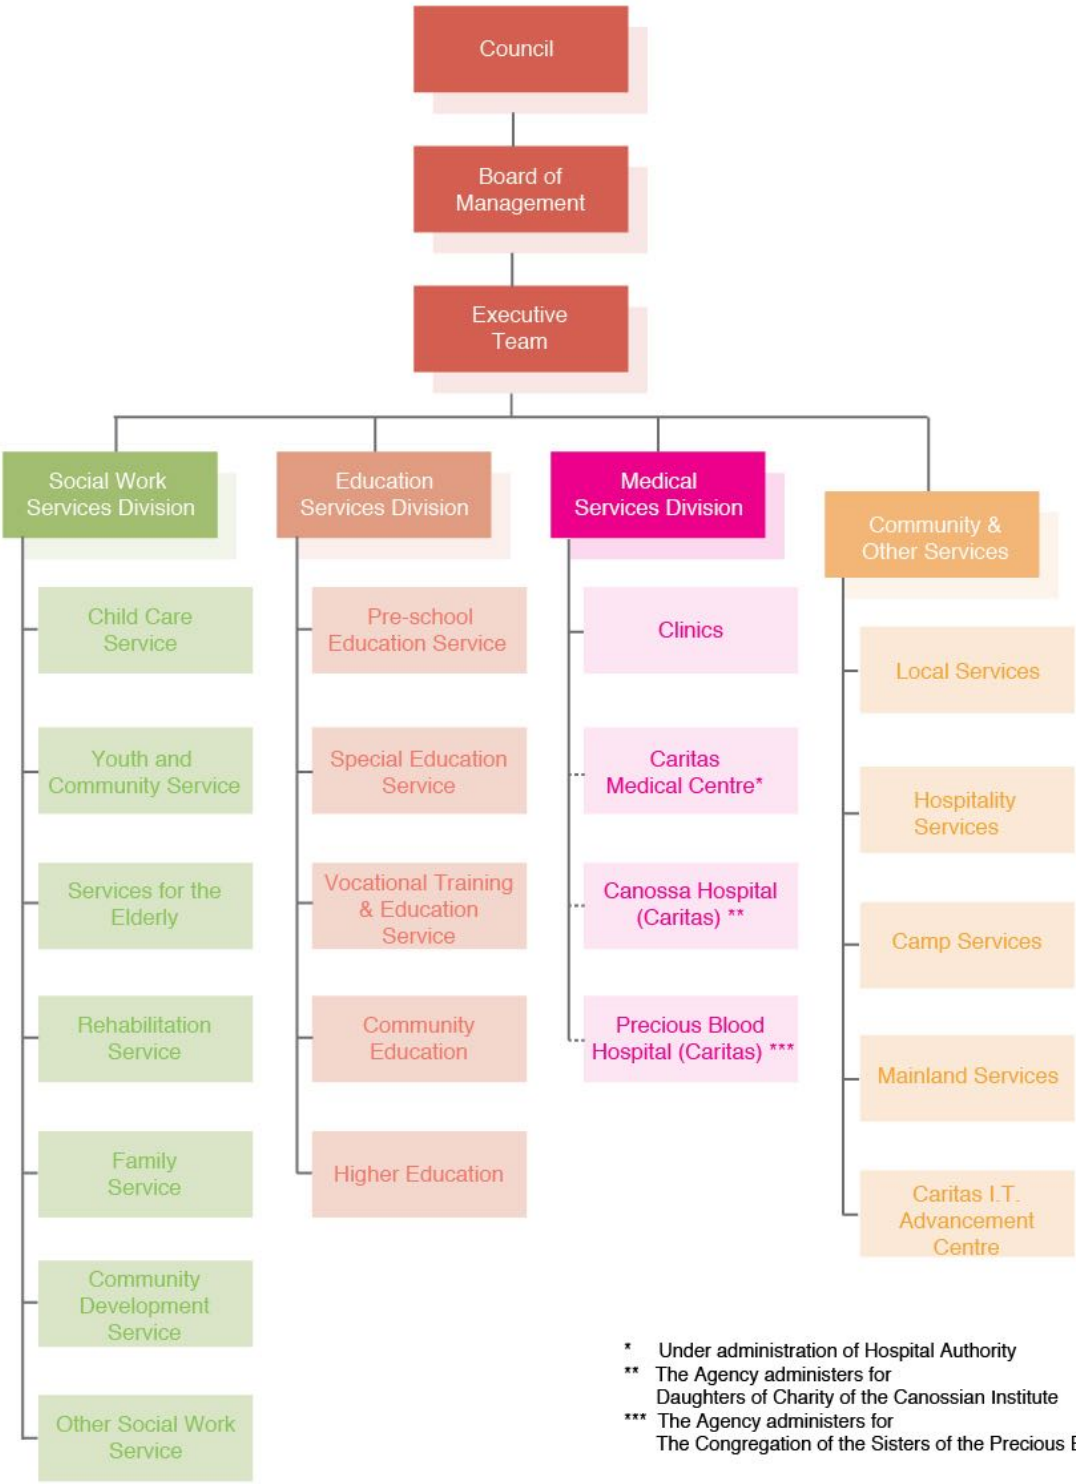 Council
Board of
Management
Executive
Team
Social Work
Services Division
Child Care
Service
Youth and
Community Service
Services for the
Elderly
Rehabilitation
Service
Family
Service
Community
Development
Service
Other Social Work
Service
Education
Services Division
Pre-school
Education Service
Special Education
Service
Vocational Training
& Education
Service
Community
Education
Higher Education
Medical
Services Division
Clinics
Caritas
Medical Centre*
Canossa Hospital
(Caritas) **
Precious Blood
Hospital (Caritas) ***
Community &
Other Services
Local Services
Hospitality
Services
Camp Services
Mainland Services
Caritas I.T.
Advancement
Centre
* Under administration of Hospital Authority
** The Agency administers for
Daughters of Charity of the Canossian Institute
*** The Agency administers for
The Congregation of the Sisters of the Precious